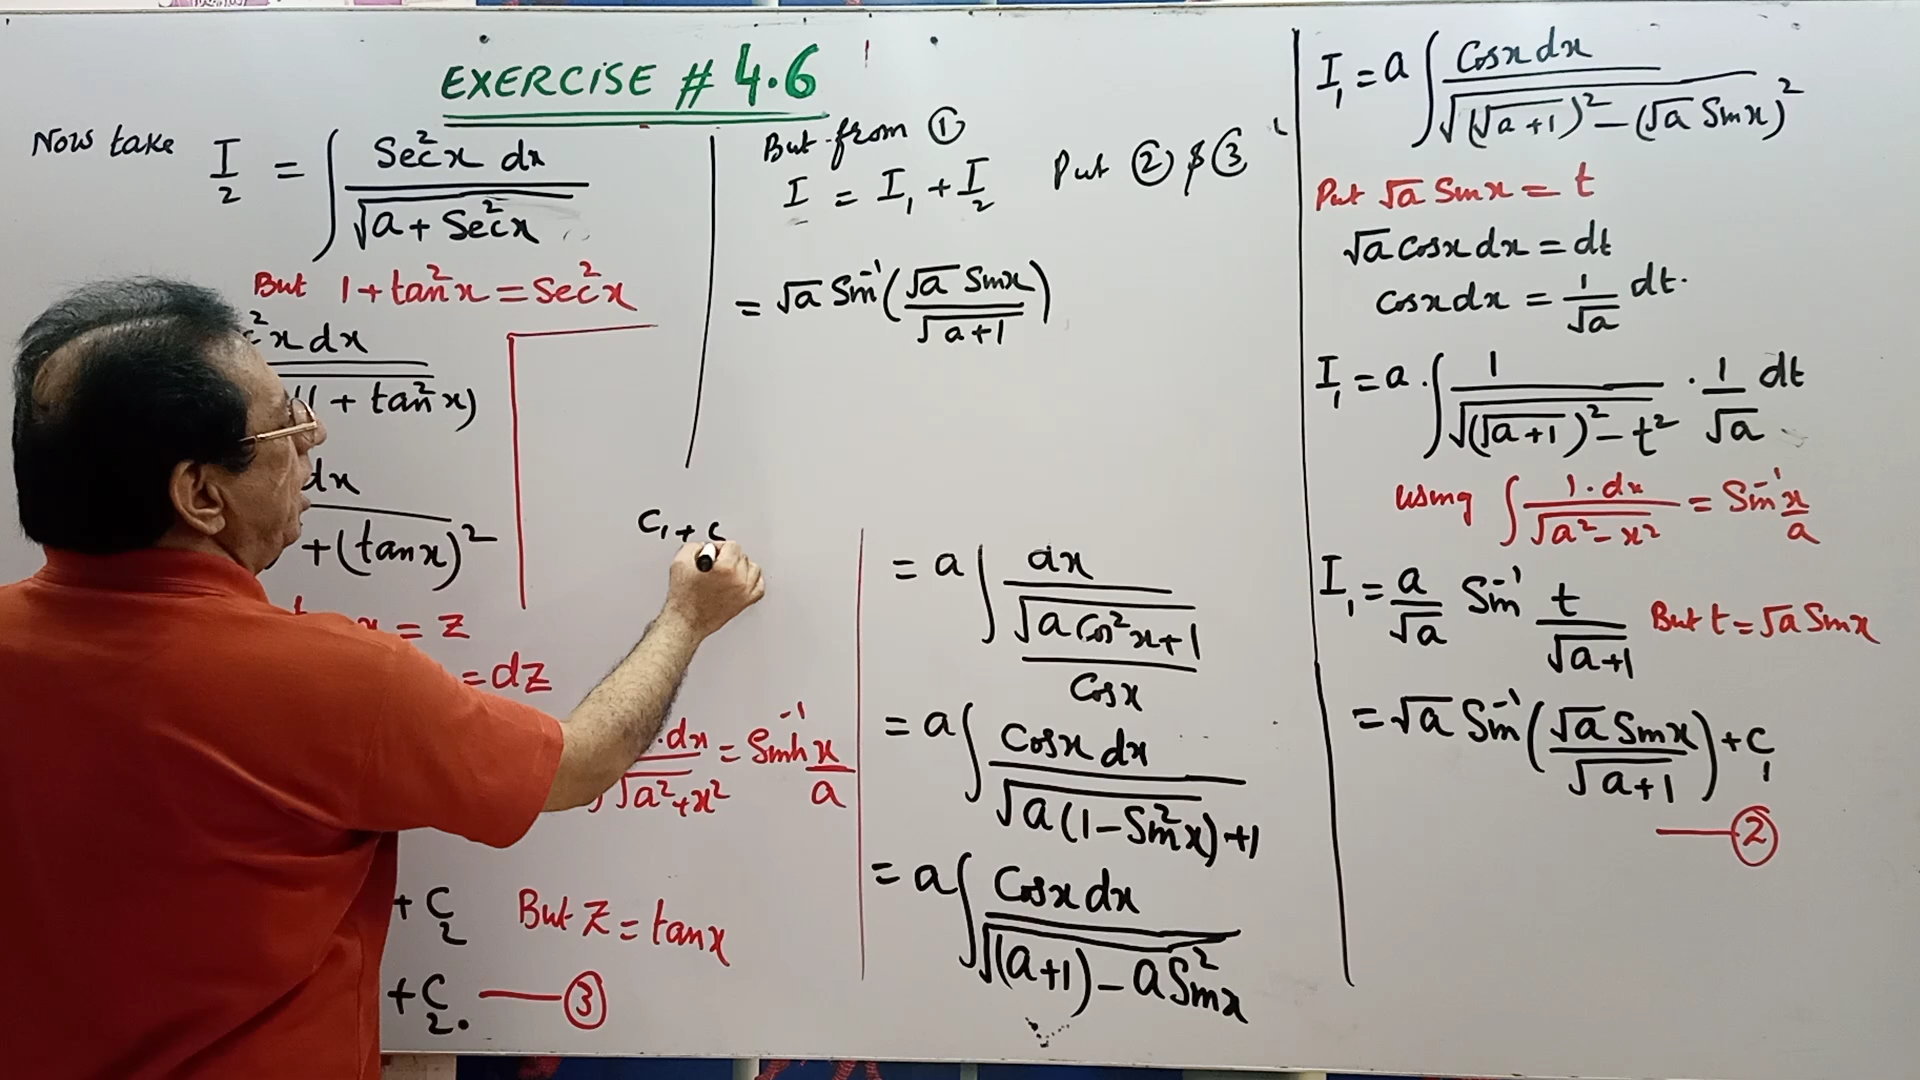 EXERCISE # 4.6
Now take I₂ = ∫ Sec²x dx / √a + Sec²x
But 1 + tan²x = Sec²x
²x dx
(1 + tan²x)
dx
+ (tanx)²
= z
= dz
.dx / √a²+x² = Sinh⁻¹ x/a
+ C₂ But Z = tanx
+ C₂. — ③
But from ①
I = I₁ + I₂ Put ② & ③
= √a Sin⁻¹(√a Sinx / √a+1)
C₁ + C
= a ∫ dx / (√a Cos²x+1 / Cosx)
= a ∫ Cosx dx / √a(1 – Sin²x)+1
= a ∫ Cosx dx / √(a+1) – a Sin²x
I₁ = a ∫ Cosx dx / √(√a+1)² – (√a Sinx)²
Put √a Sinx = t
√a Cosx dx = dt
Cosx dx = 1/√a dt.
I₁ = a . ∫ 1 / √(√a+1)² – t² . 1/√a dt
using ∫ 1.dx / √a² – x² = Sin⁻¹ x/a
I₁ = a/√a Sin⁻¹ t/√a+1 But t = √a Sinx
= √a Sin⁻¹(√a Sinx / √a+1) + C₁
— ②